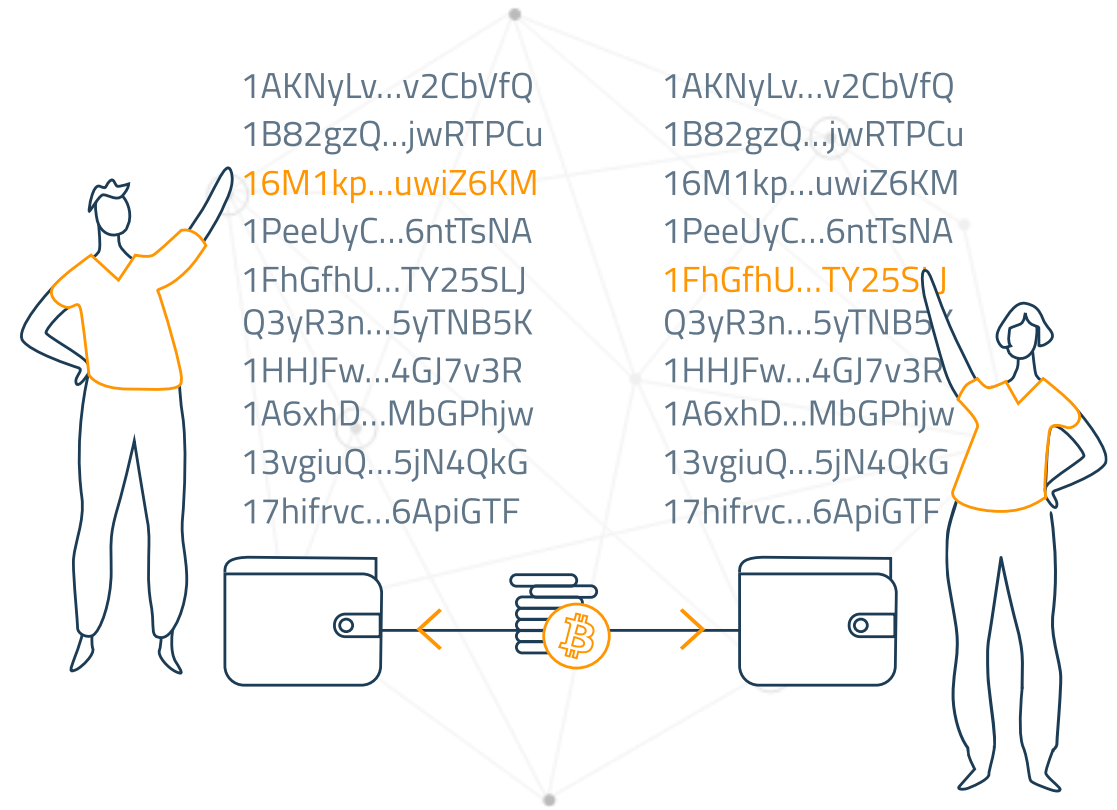 1AKNyLv...v2CbVfQ
1B82gzQ...jwRTPCu
16M1kp...uwiZ6KM
1PeeUyC...6ntTsNA
1FhGfhU...TY25SLJ
Q3yR3n...5yTNB5K
1HHJFw...4GJ7v3R
1A6xhD...MbGPhjw
13vgiuQ...5jN4QkG
17hifrvc...6ApiGTF
1AKNyLv...v2CbVfQ
1B82gzQ...jwRTPCu
16M1kp...uwiZ6KM
1PeeUyC...6ntTsNA
1FhGfhU...TY25SLJ
Q3yR3n...5yTNB5K
1HHJFw...4GJ7v3R
1A6xhD...MbGPhjw
13vgiuQ...5jN4QkG
17hifrvc...6ApiGTF